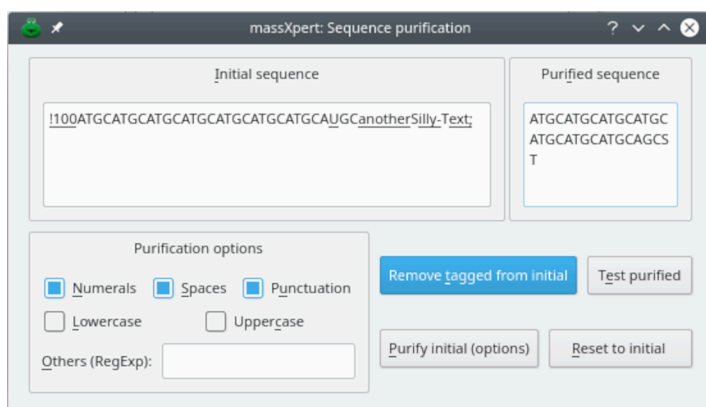 massXpert: Sequence purification
Initial sequence
!100ATGCATGCATGCATGCATGCATGCATGCAUGCanotherSilly-Text;
Purified sequence
ATGCATGCATGCATGC
ATGCATGCATGCAGCS
T
Purification options
Numerals Spaces Punctuation
Lowercase Uppercase
Others (RegExp):
Remove tagged from initial Test purified
Purify initial (options) Reset to initial